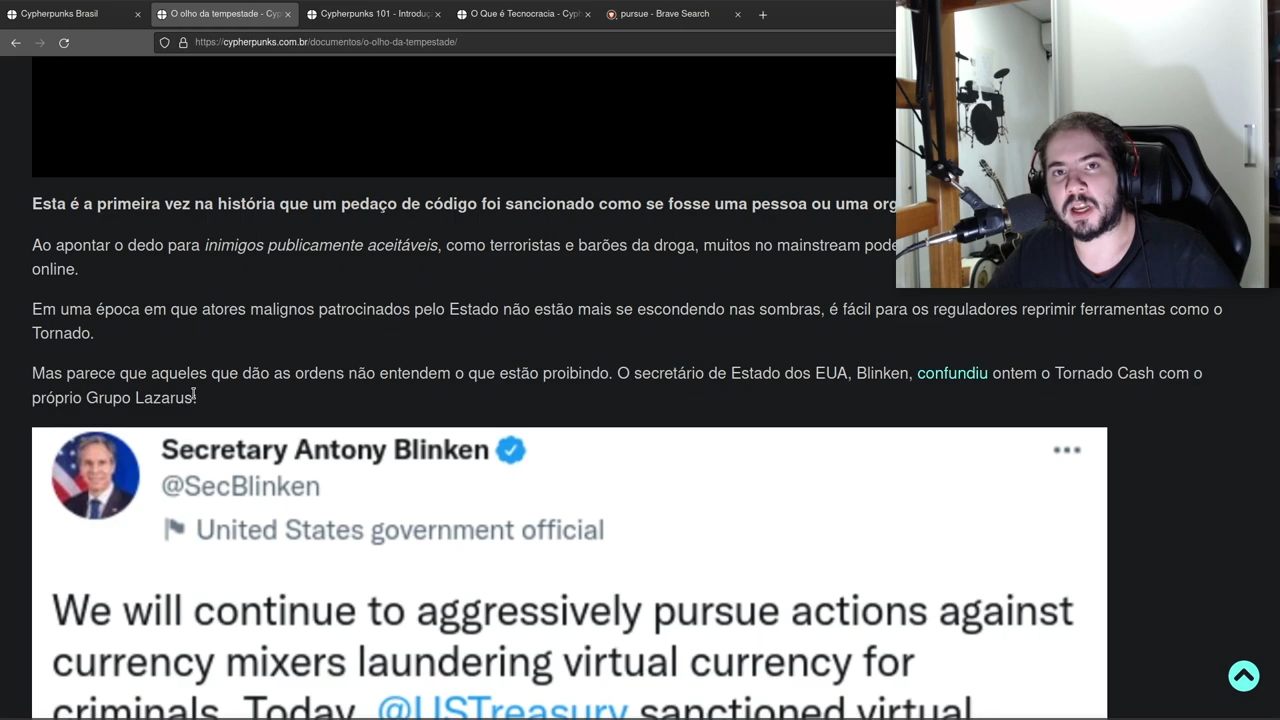 Cypherpunks Brasil
O olho da tempestade - Cyp
Cypherpunks 101 - Introduç
O Que é Tecnocracia - Cyph
pursue - Brave Search
https://cypherpunks.com.br/documentos/o-olho-da-tempestade/
Esta é a primeira vez na história que um pedaço de código foi sancionado como se fosse uma pessoa ou uma org
Ao apontar o dedo para inimigos publicamente aceitáveis, como terroristas e barões da droga, muitos no mainstream pode
online.
Em uma época em que atores malignos patrocinados pelo Estado não estão mais se escondendo nas sombras, é fácil para os reguladores reprimir ferramentas como o
Tornado.
Mas parece que aqueles que dão as ordens não entendem o que estão proibindo. O secretário de Estado dos EUA, Blinken, confundiu ontem o Tornado Cash com o
próprio Grupo Lazarus!
Secretary Antony Blinken
@SecBlinken
United States government official
We will continue to aggressively pursue actions against
currency mixers laundering virtual currency for
criminals. Today, @USTreasury sanctioned virtual